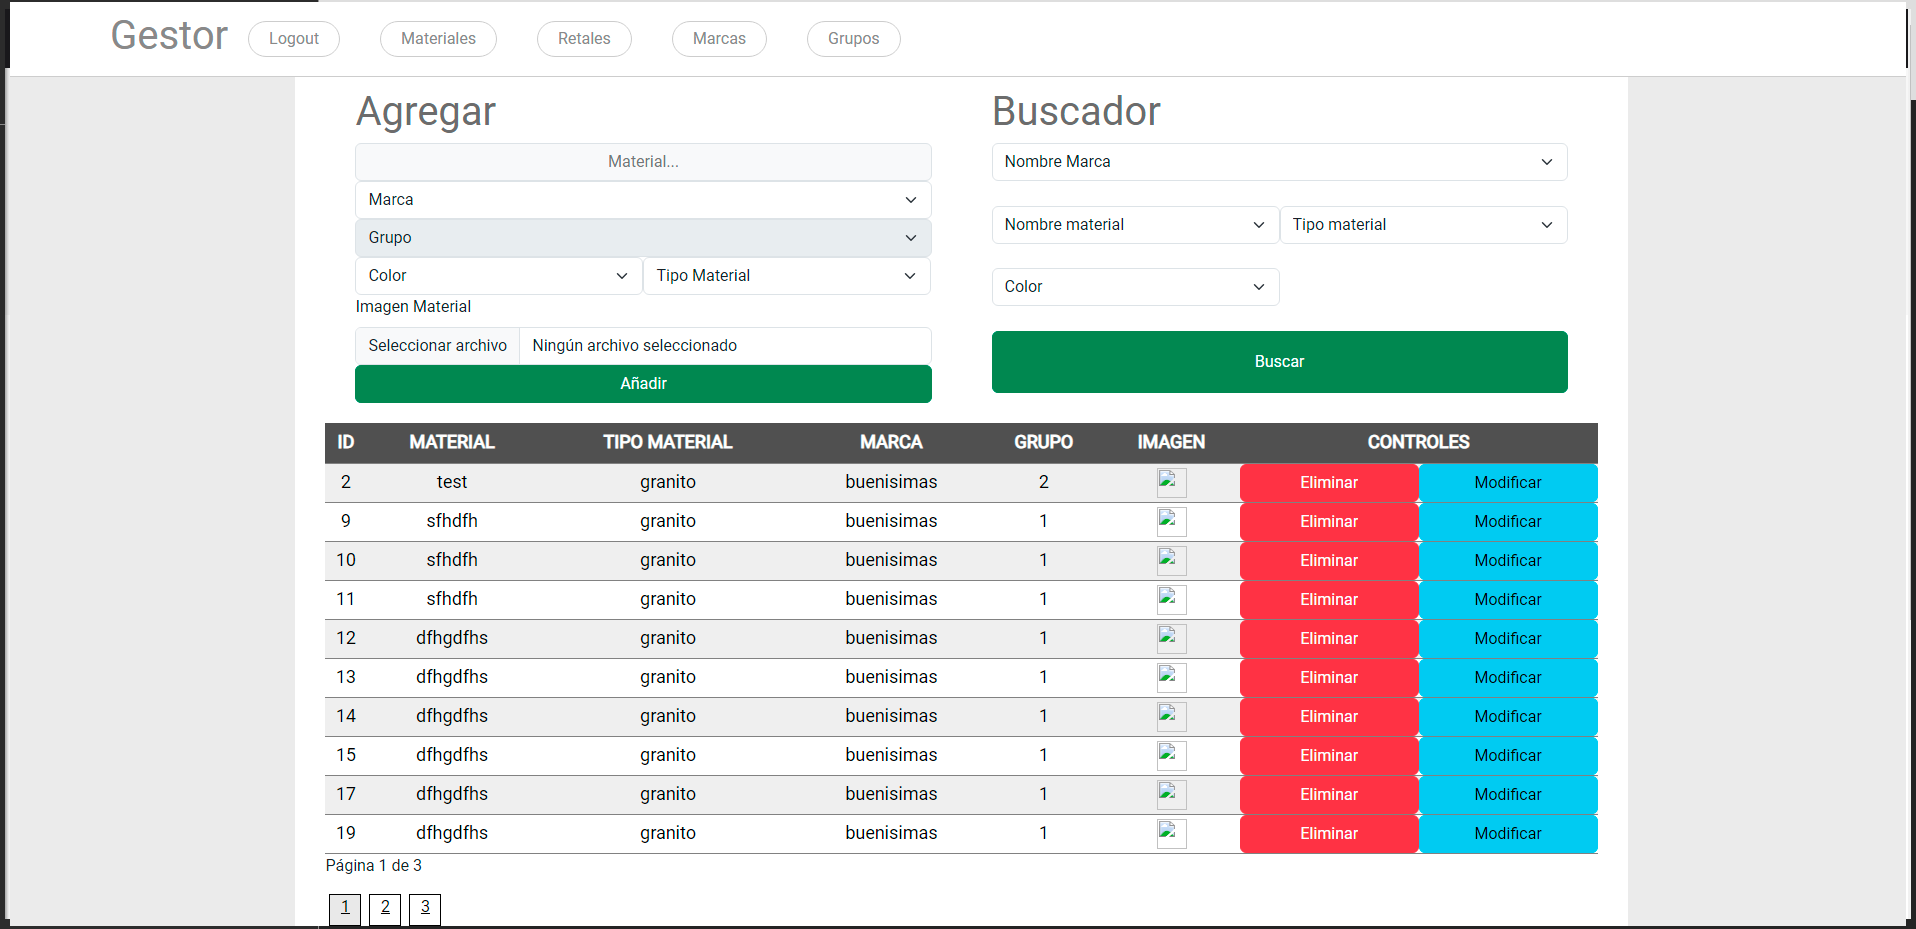 Gestor Logout Materiales Retales Marcas Grupos
Agregar
Material...
Marca
Grupo
Color Tipo Material
Imagen Material
Seleccionar archivo Ningún archivo seleccionado
Añadir
Buscador
Nombre Marca
Nombre material Tipo material
Color
Buscar
ID MATERIAL TIPO MATERIAL MARCA GRUPO IMAGEN CONTROLES
2 test granito buenisimas 2 Eliminar Modificar
9 sfhdfh granito buenisimas 1 Eliminar Modificar
10 sfhdfh granito buenisimas 1 Eliminar Modificar
11 sfhdfh granito buenisimas 1 Eliminar Modificar
12 dfhgdfhs granito buenisimas 1 Eliminar Modificar
13 dfhgdfhs granito buenisimas 1 Eliminar Modificar
14 dfhgdfhs granito buenisimas 1 Eliminar Modificar
15 dfhgdfhs granito buenisimas 1 Eliminar Modificar
17 dfhgdfhs granito buenisimas 1 Eliminar Modificar
19 dfhgdfhs granito buenisimas 1 Eliminar Modificar
Página 1 de 3
1 2 3